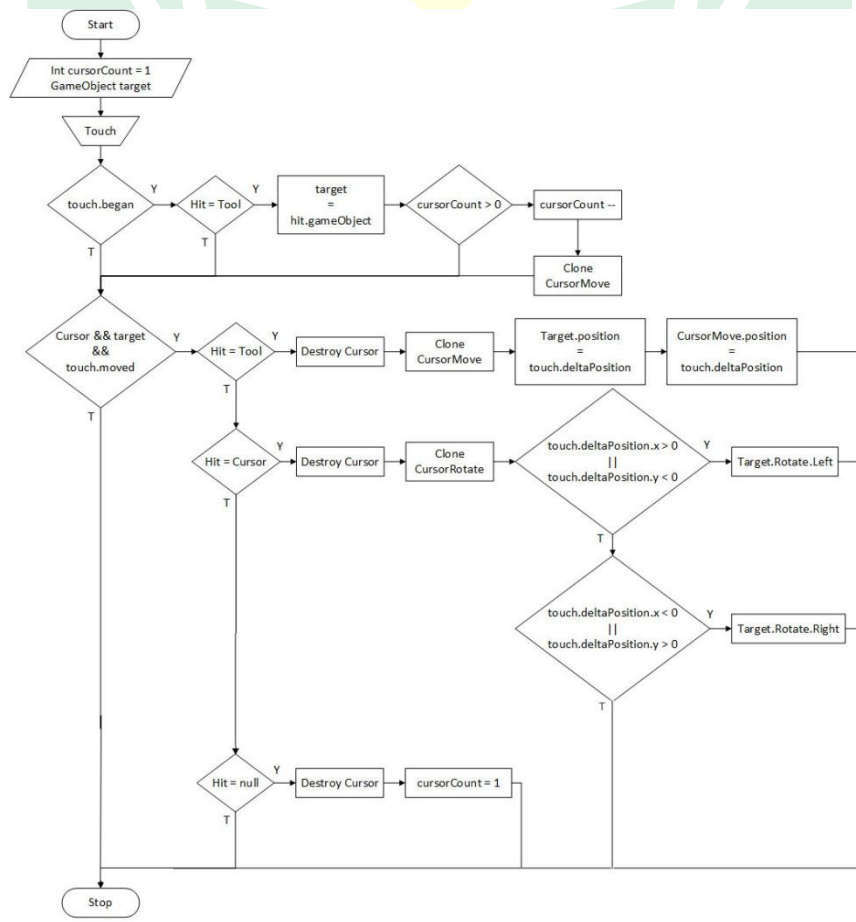 Start
Int cursorCount = 1
GameObject target
Touch
touch.began
Y
T
Hit = Tool
Y
T
target
=
hit.gameObject
cursorCount > 0
Y
T
cursorCount --
Clone
CursorMove
Cursor && target
&&
touch.moved
Y
T
Hit = Tool
Y
T
Destroy Cursor
Clone
CursorMove
Target.position
=
touch.deltaPosition
CursorMove.position
=
touch.deltaPosition
Hit = Cursor
Y
T
Destroy Cursor
Clone
CursorRotate
touch.deltaPosition.x > 0
||
touch.deltaPosition.y < 0
Y
T
Target.Rotate.Left
touch.deltaPosition.x < 0
||
touch.deltaPosition.y > 0
Y
T
Target.Rotate.Right
Hit = null
Y
T
Destroy Cursor
cursorCount = 1
Stop